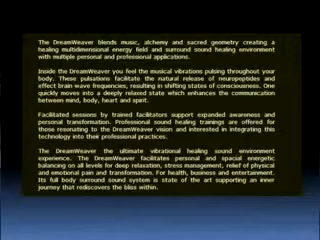 The DreamWeaver blends music, alchemy and sacred geometry creating a
healing multidimensional energy field and surround sound healing environment
with multiple personal and professional applications.
Inside the DreamWeaver you feel the musical vibrations pulsing throughout your
body. These pulsations facilitate the natural release of neuropeptides and
effect brain wave frequencies, resulting in shifting states of consciousness. One
quickly moves into a deeply relaxed state which enhances the communication
between mind, body, heart and spirit.
Facilitated sessions by trained facilitators support expanded awareness and
personal transformation. Professional sound healing trainings are offered for
those resonating to the DreamWeaver vision and interested in integrating this
technology into their professional practices.
The DreamWeaver the ultimate vibrational healing sound environment
experience. The DreamWeaver facilitates personal and spacial energetic
balancing on all levels for deep relaxation, stress management, relief of physical
and emotional pain and transformation. For health, business and entertainment.
Its full body surround sound system is state of the art supporting an inner
journey that rediscovers the bliss within.